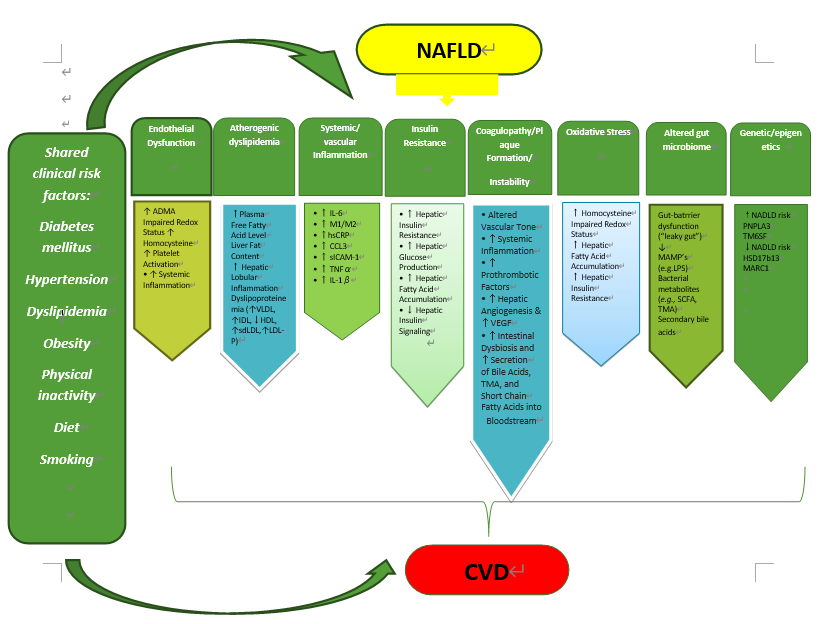 NAFLD
Shared
clinical risk
factors:
Diabetes
mellitus
Hypertension
Dyslipidemia
Obesity
Physical
inactivity
Diet
Smoking
Endothelial
Dysfunction
↑ ADMA
Impaired Redox
Status ↑
Homocysteine
↑ Platelet
Activation
• ↑ Systemic
Inflammation
Atherogenic
dyslipidemia
↑ Plasma
Free Fatty
Acid Level
Liver Fat
Content
↑ Hepatic
Lobular
Inflammation
Dyslipoproteine
mia (↑VLDL,
↑IDL, ↓ HDL,
↑sdLDL, ↑LDL-
P)
Systemic/
vascular
Inflammation
• ↑ IL-6
• ↑ M1/M2
• ↑ hsCRP
• ↑ CCL3
• ↑ sICAM-1
• ↑ TNFα
• ↑ IL-1β
Insulin
Resistance
• ↑ Hepatic
Insulin
Resistance
• ↑ Hepatic
Glucose
Production
• ↑ Hepatic
Fatty Acid
Accumulation
• ↓ Hepatic
Insulin
Signaling
Coagulopathy/Pl
aque
Formation/
Instability
• Altered
Vascular Tone
• ↑ Systemic
Inflammation
• ↑
Prothrombotic
Factors
• ↑ Hepatic
Angiogenesis &
↑ VEGF
• ↑ Intestinal
Dysbiosis and
↑ Secretion
of Bile Acids,
TMA, and
Short Chain
Fatty Acids into
Bloodstream
Oxidative Stress
↑ Homocysteine
Impaired Redox
Status
↑ Hepatic
Fatty Acid
Accumulation
↑ Hepatic
Insulin
Resistance
Altered gut
microbiome
Gut-batrrier
dysfunction
("leaky gut")
↓
MAMP's
(e.g.LPS)
Bacterial
metabolites
(e.g., SCFA,
TMA)
Secondary bile
acids
Genetic/epigen
etics
↑ NADLD risk
PNPLA3
TM6SF
↓ NADLD risk
HSD17b13
MARC1
CVD